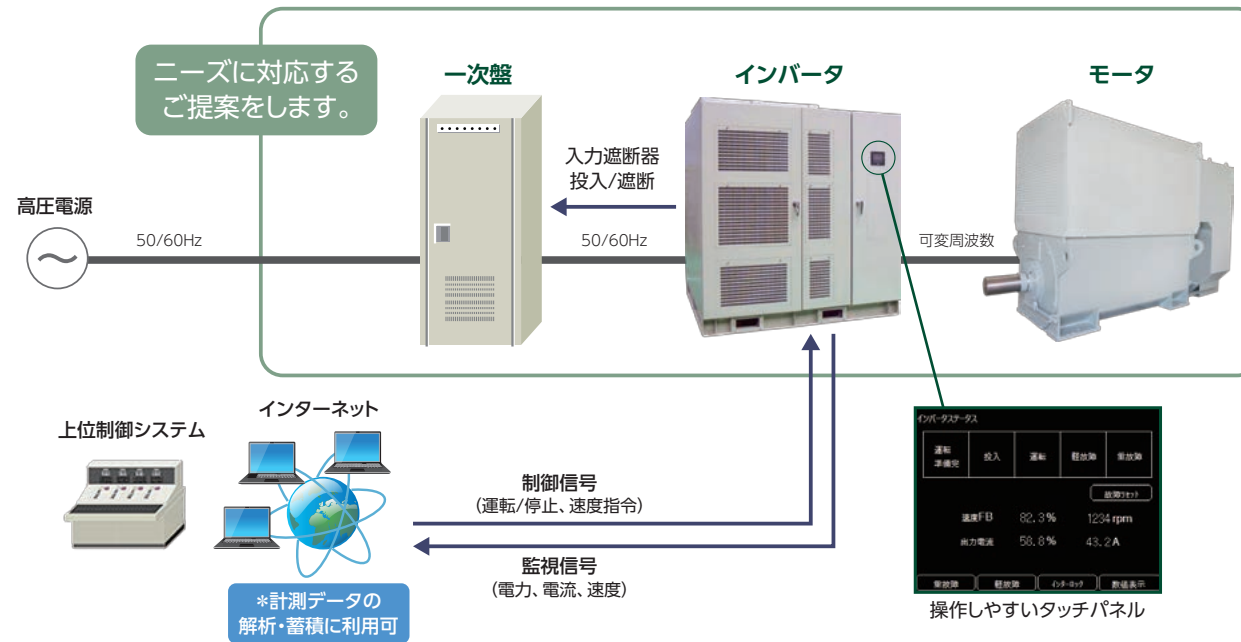 ニーズに対応する
ご提案をします。
一次盤
インバータ
モータ
入力遮断器
投入/遮断
高圧電源
50/60Hz
50/60Hz
可変周波数
上位制御システム
インターネット
制御信号
(運転/停止、速度指令)
監視信号
(電力、電流、速度)
*計測データの
解析・蓄積に利用可
インバータステータス
運転
準備完
投入
運転
軽故障
重故障
故障リセット
速度FB 82.3% 1234 rpm
出力電流 58.8% 43.2A
重故障 軽故障 インターロック 数値表示
操作しやすいタッチパネル